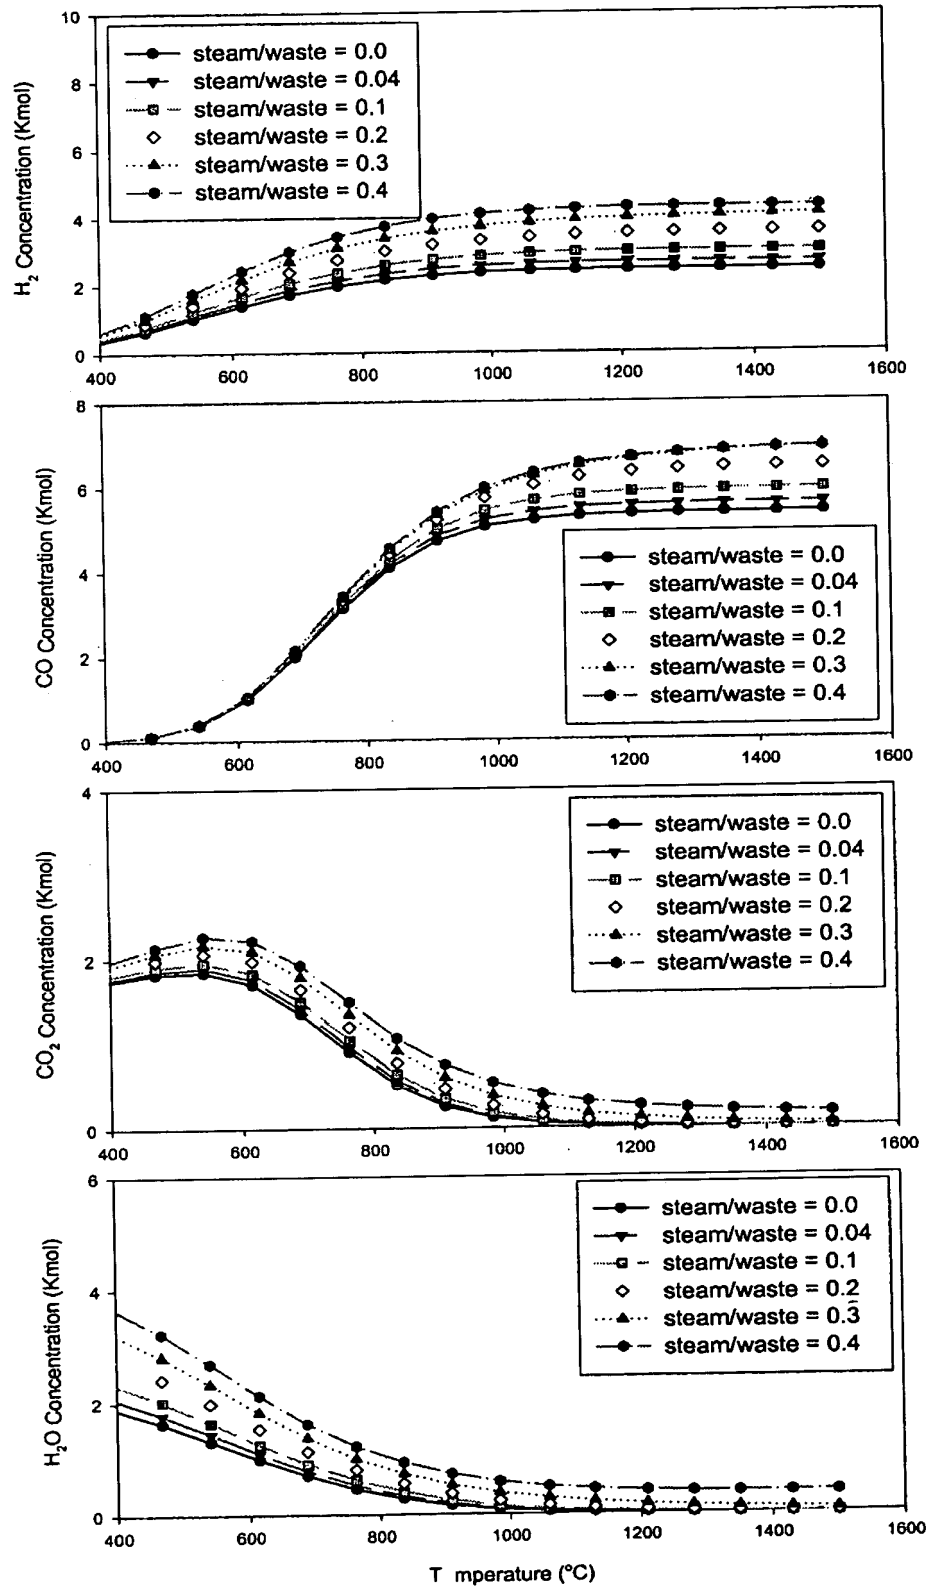 10
8
6
4
2
0
H2 Concentration (Kmol)
steam/waste = 0.0
steam/waste = 0.04
steam/waste = 0.1
steam/waste = 0.2
steam/waste = 0.3
steam/waste = 0.4
400 600 800 1000 1200 1400 1600
8
6
4
2
0
CO Concentration (Kmol)
steam/waste = 0.0
steam/waste = 0.04
steam/waste = 0.1
steam/waste = 0.2
steam/waste = 0.3
steam/waste = 0.4
400 600 800 1000 1200 1400 1600
4
2
0
CO2 Concentration (Kmol)
steam/waste = 0.0
steam/waste = 0.04
steam/waste = 0.1
steam/waste = 0.2
steam/waste = 0.3
steam/waste = 0.4
400 600 800 1000 1200 1400 1600
6
4
2
0
H2O Concentration (Kmol)
steam/waste = 0.0
steam/waste = 0.04
steam/waste = 0.1
steam/waste = 0.2
steam/waste = 0.3
steam/waste = 0.4
400 600 800 1000 1200 1400 1600
T mperature (°C)